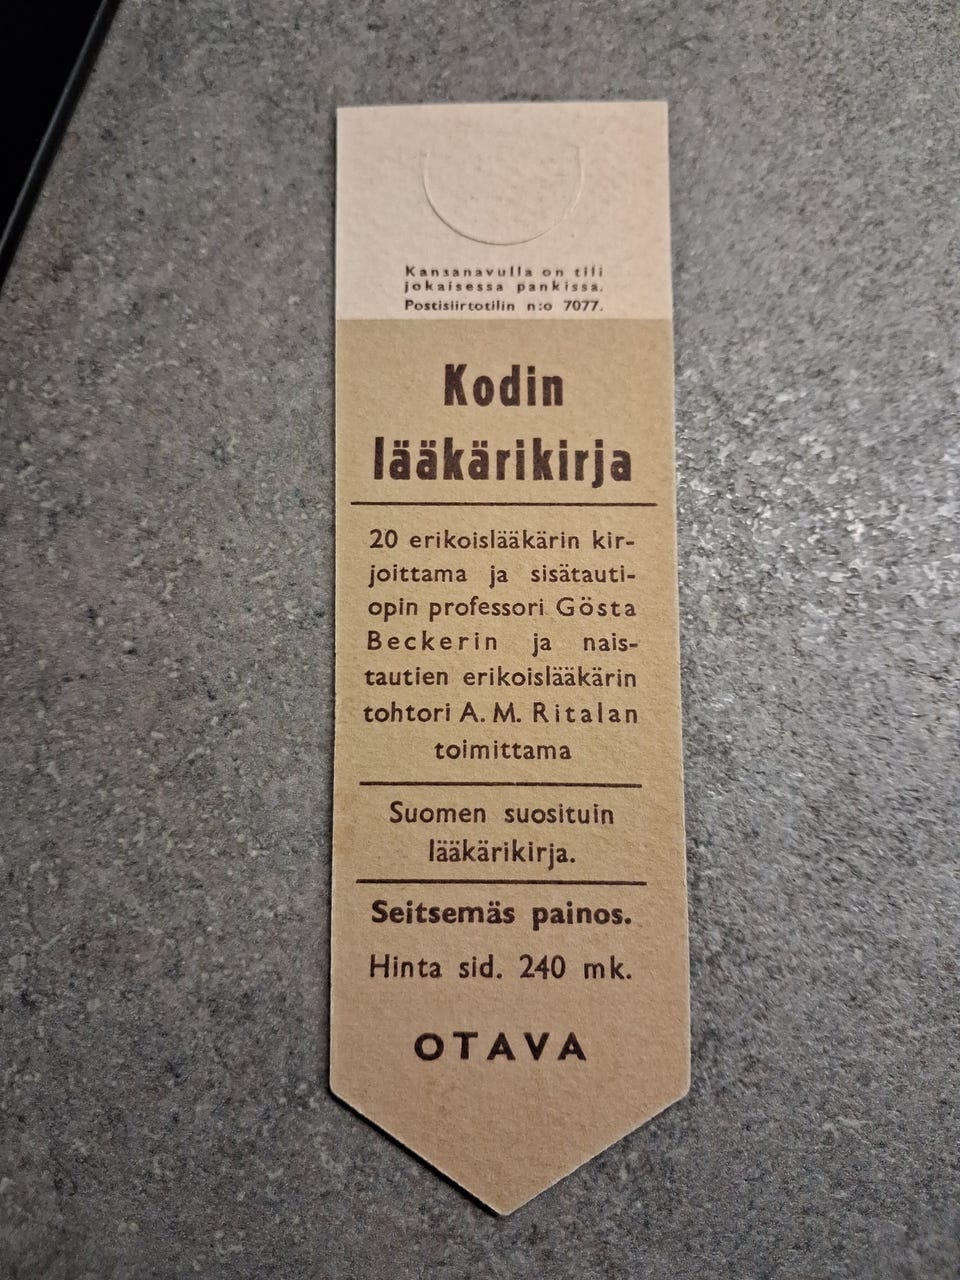 Kansanavulla on tili
jokaisessa pankissa.
Postisiirtotilin n:o 7077.
Kodin
lääkärikirja
20 erikoislääkärin kir-
joittama ja sisätauti-
opin professori Gösta
Beckerin ja nais-
tautien erikoislääkärin
tohtori A. M. Ritalan
toimittama
Suomen suosituin
lääkärikirja.
Seitsemäs painos.
Hinta sid. 240 mk.
OTAVA